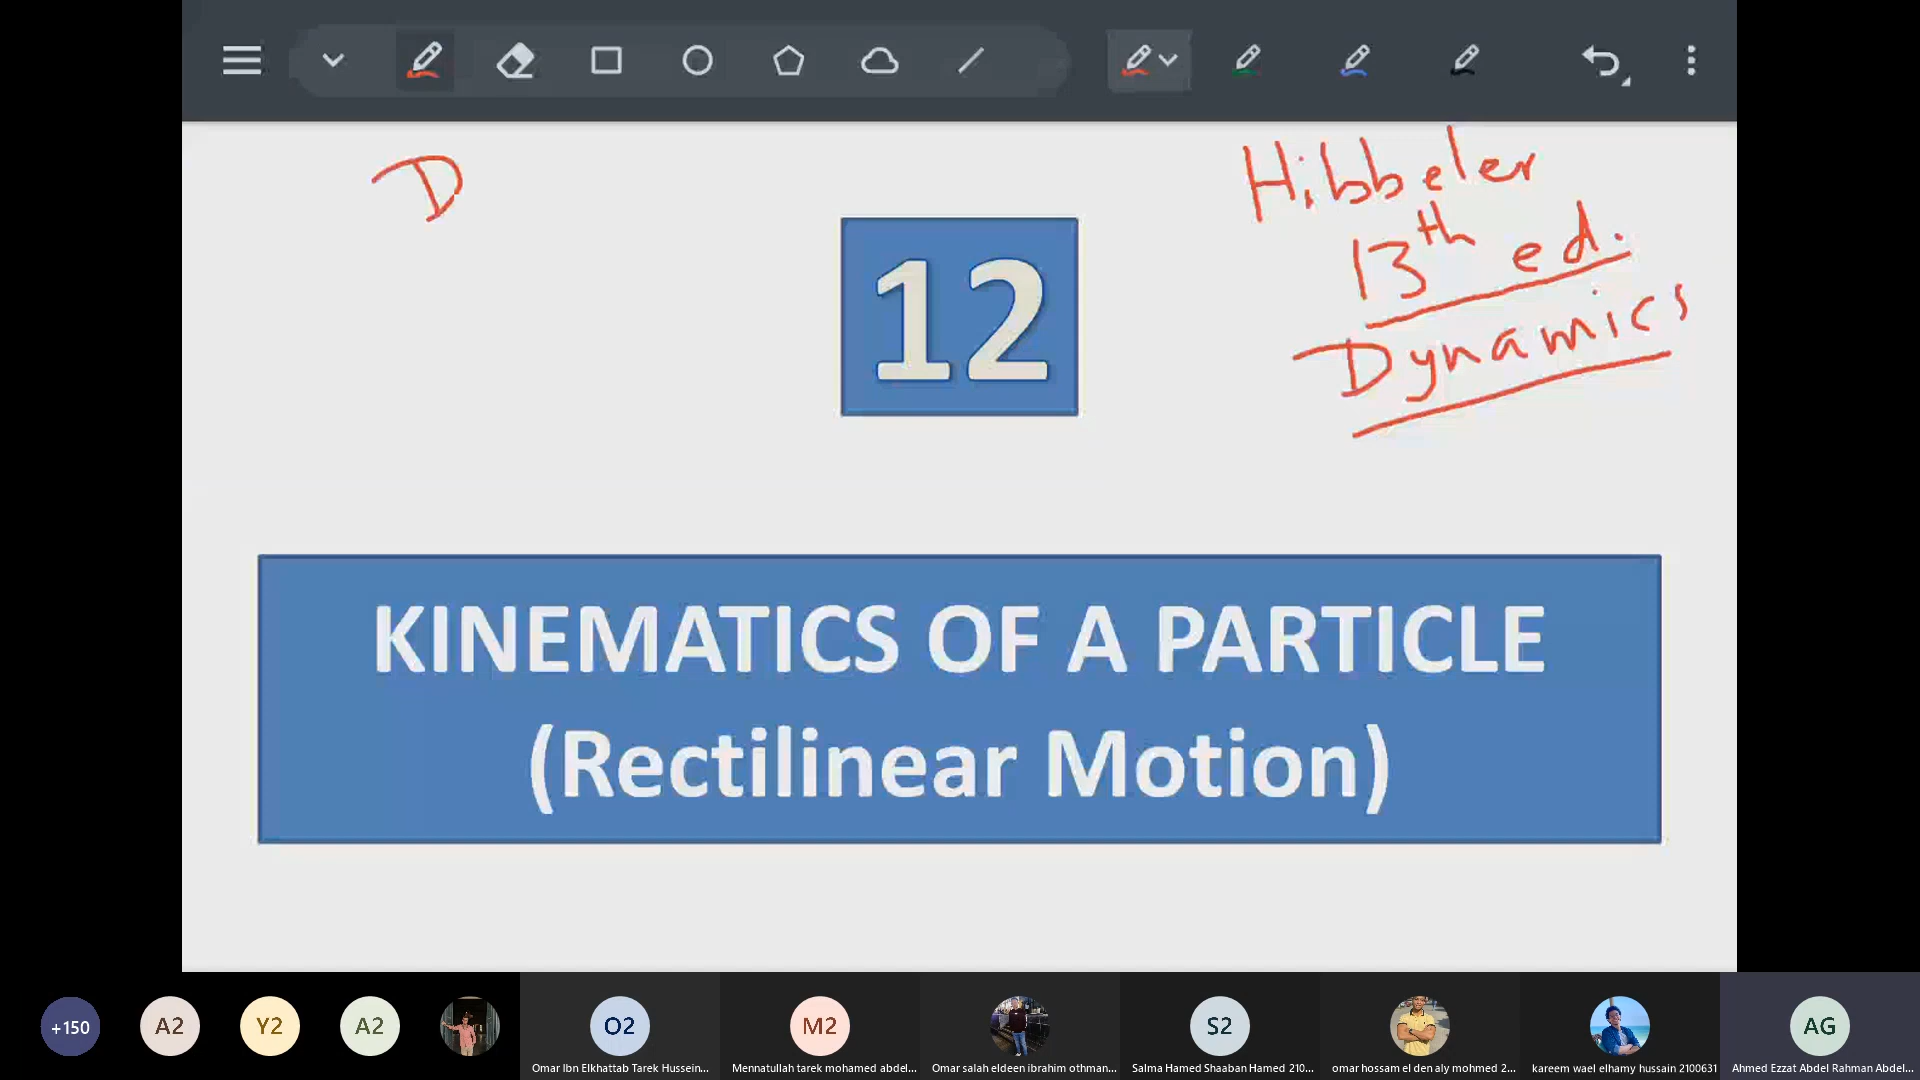 D
Hibbeler
13th ed.
Dynamics
12
KINEMATICS OF A PARTICLE
(Rectilinear Motion)
+150
A2
Y2
A2
O2
Omar Ibn Elkhattab Tarek Hussein...
M2
Mennatullah tarek mohamed abdel...
Omar salah eldeen ibrahim othman...
S2
Salma Hamed Shaaban Hamed 210...
omar hossam el den aly mohmed 2...
kareem wael elhamy hussain 2100631
AG
Ahmed Ezzat Abdel Rahman Abdel...